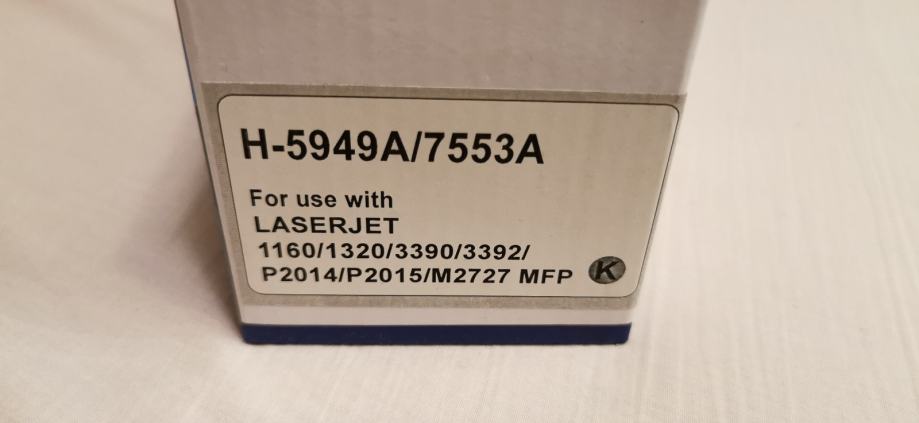 H-5949A/7553A
For use with
LASERJET
1160/1320/3390/3392/
P2014/P2015/M2727 MFP
K